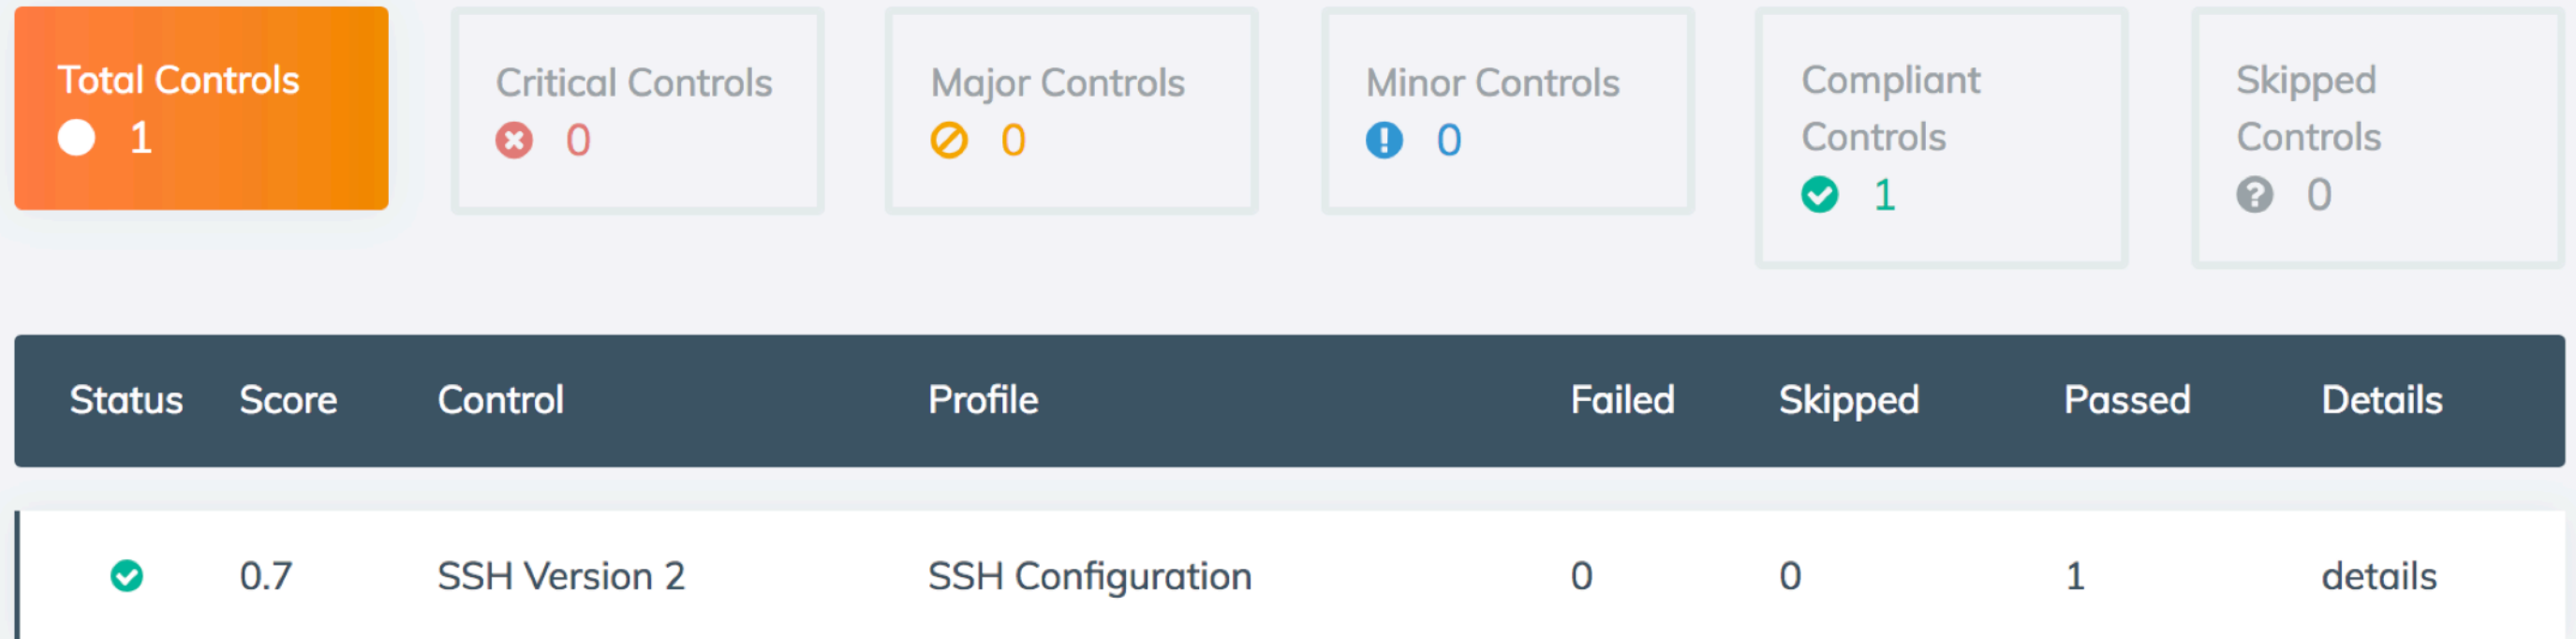 Total Controls
1
Critical Controls
0
Major Controls
0
Minor Controls
0
Compliant
Controls
1
Skipped
Controls
0
Status Score Control Profile Failed Skipped Passed Details
0.7 SSH Version 2 SSH Configuration 0 0 1 details